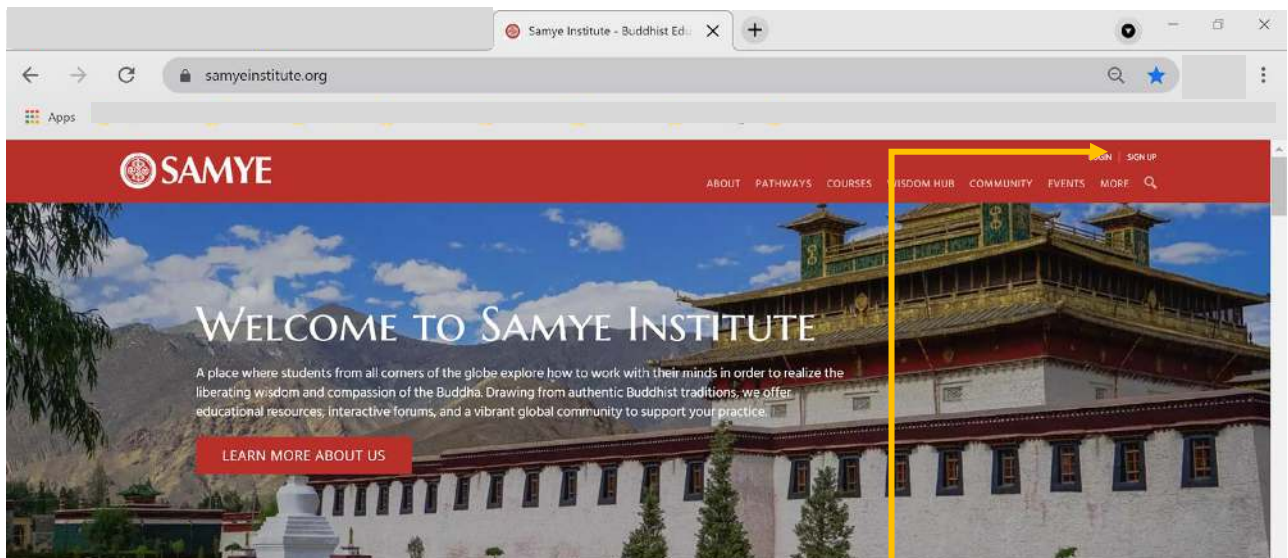 Samye Institute - Buddhist Edu
samyeinstitute.org
Apps
SAMYE
LOGIN | SIGN UP
ABOUT PATHWAYS COURSES WISDOM HUB COMMUNITY EVENTS MORE
WELCOME TO SAMYE INSTITUTE
A place where students from all corners of the globe explore how to work with their minds in order to realize the
liberating wisdom and compassion of the Buddha. Drawing from authentic Buddhist traditions, we offer
educational resources, interactive forums, and a vibrant global community to support your practice.
LEARN MORE ABOUT US